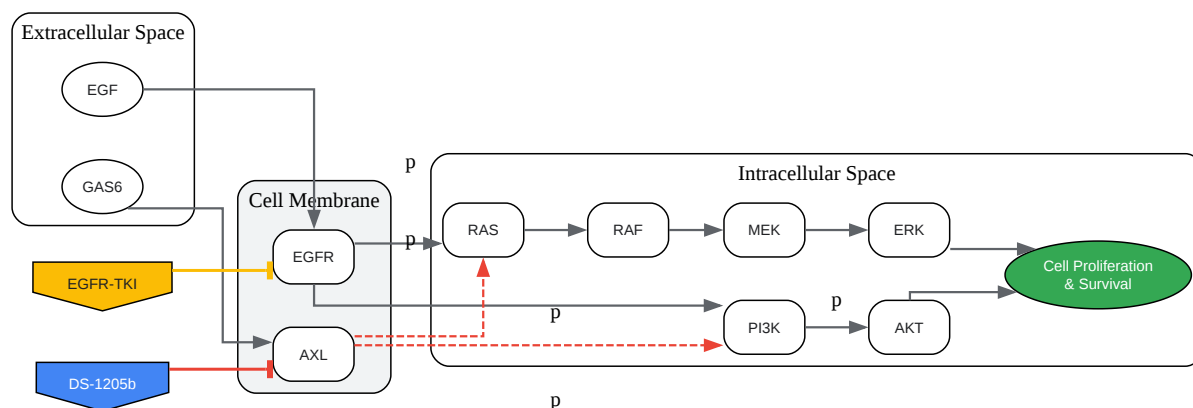 Extracellular Space
EGF
GAS6
p
Intracellular Space
Cell Membrane
RAS
RAF
MEK
ERK
p
EGFR
Cell Proliferation
& Survival
EGFR-TKI
p
p
PI3K
AKT
AXL
DS-1205b
p